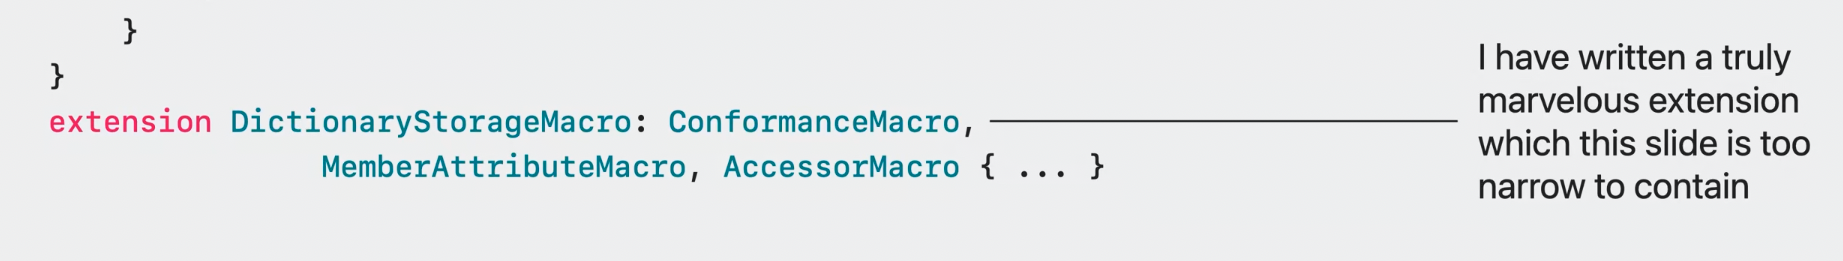 }
}
extension DictionaryStorageMacro: ConformanceMacro,
MemberAttributeMacro, AccessorMacro { ... }
I have written a truly
marvelous extension
which this slide is too
narrow to contain